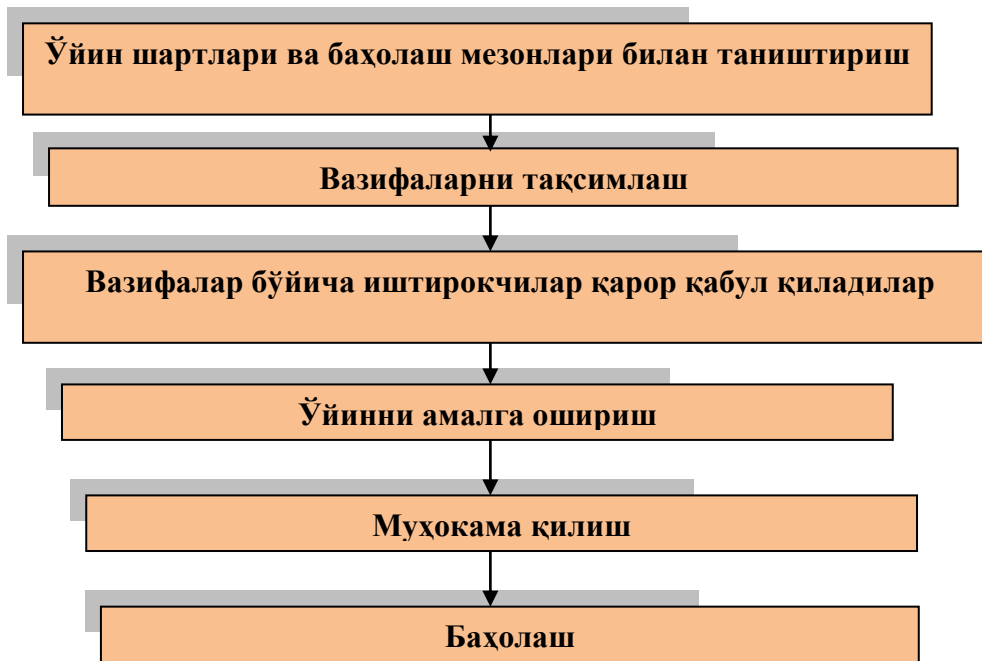 Ўйин шартлари ва баҳолаш мезонлари билан таништириш
Вазифаларни тақсимлаш
Вазифалар бўйича иштирокчилар қарор қабул қиладилар
Ўйинни амалга ошириш
Муҳокама қилиш
Баҳолаш